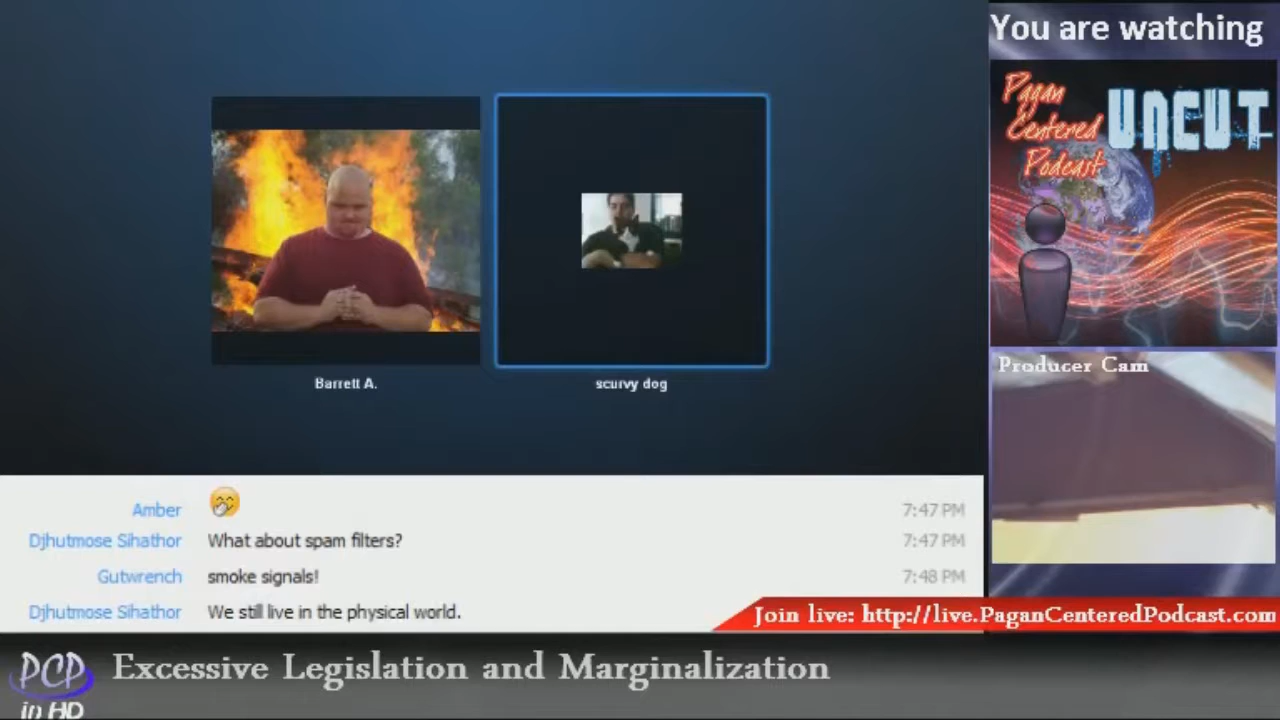 You are watching
Pagan
Centered
Podcast
UNCUT
Producer Cam
Barrett A.
scurvy dog
Amber 7:47 PM
Djhutmose Sihathor What about spam filters? 7:47 PM
Gutwrench smoke signals! 7:48 PM
Djhutmose Sihathor We still live in the physical world.
Join live: http://live.PaganCenteredPodcast.com
PCP
in HD
Excessive Legislation and Marginalization